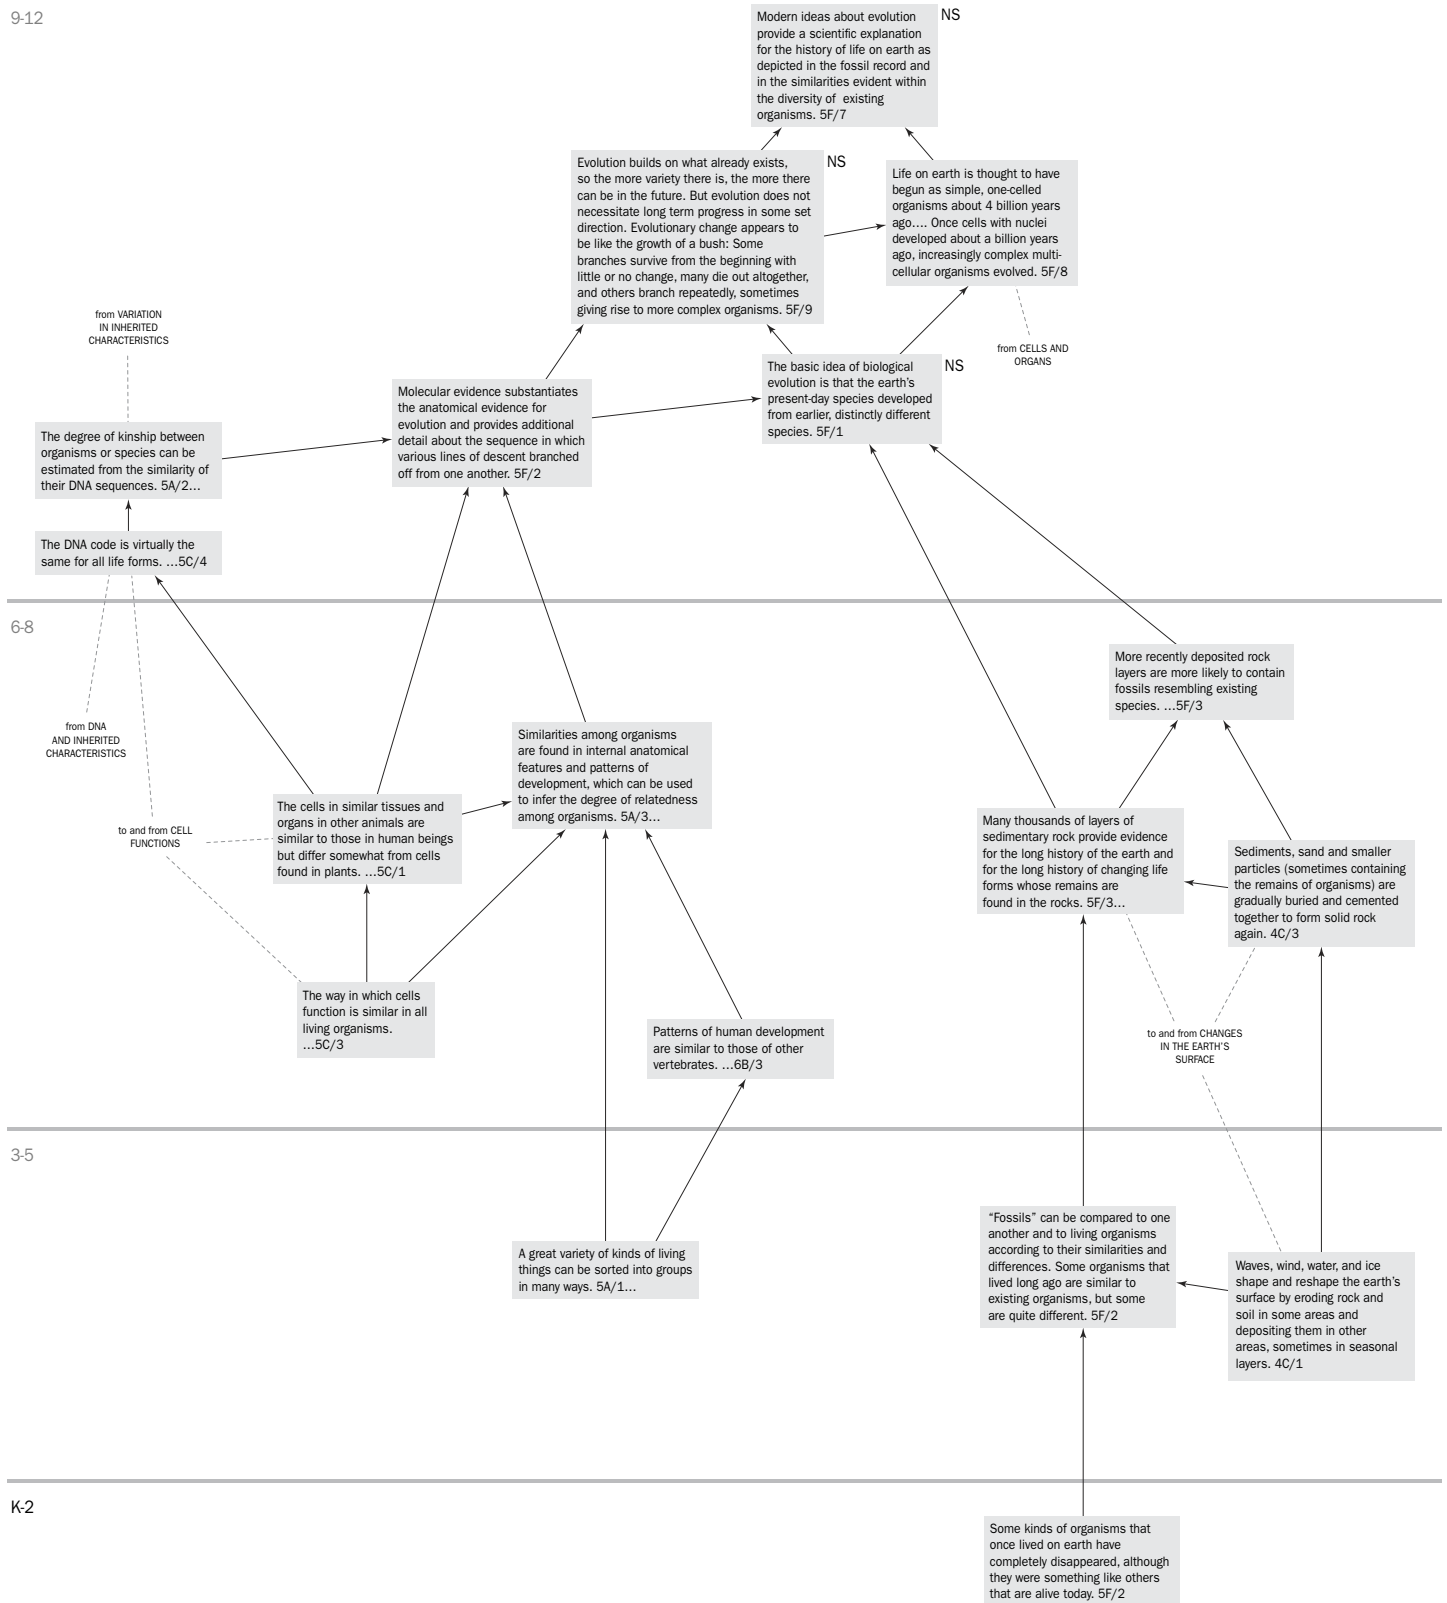 9-12
Modern ideas about evolution
provide a scientific explanation
for the history of life on earth as
depicted in the fossil record and
in the similarities evident within
the diversity of existing
organisms. 5F/7
NS
Evolution builds on what already exists,
so the more variety there is, the more there
can be in the future. But evolution does not
necessitate long term progress in some set
direction. Evolutionary change appears to
be like the growth of a bush: Some
branches survive from the beginning with
little or no change, many die out altogether,
and others branch repeatedly, sometimes
giving rise to more complex organisms. 5F/9
NS
Life on earth is thought to have
begun as simple, one-celled
organisms about 4 billion years
ago.... Once cells with nuclei
developed about a billion years
ago, increasingly complex multi-
cellular organisms evolved. 5F/8
from VARIATION
IN INHERITED
CHARACTERISTICS
from CELLS AND
ORGANS
The basic idea of biological
evolution is that the earth's
present-day species developed
from earlier, distinctly different
species. 5F/1
NS
Molecular evidence substantiates
the anatomical evidence for
evolution and provides additional
detail about the sequence in which
various lines of descent branched
off from one another. 5F/2
The degree of kinship between
organisms or species can be
estimated from the similarity of
their DNA sequences. 5A/2...
The DNA code is virtually the
same for all life forms. ...5C/4
6-8
More recently deposited rock
layers are more likely to contain
fossils resembling existing
species. ...5F/3
from DNA
AND INHERITED
CHARACTERISTICS
Similarities among organisms
are found in internal anatomical
features and patterns of
development, which can be used
to infer the degree of relatedness
among organisms. 5A/3...
The cells in similar tissues and
organs in other animals are
similar to those in human beings
but differ somewhat from cells
found in plants. ...5C/1
to and from CELL
FUNCTIONS
Many thousands of layers of
sedimentary rock provide evidence
for the long history of the earth and
for the long history of changing life
forms whose remains are
found in the rocks. 5F/3...
Sediments, sand and smaller
particles (sometimes containing
the remains of organisms) are
gradually buried and cemented
together to form solid rock
again. 4C/3
The way in which cells
function is similar in all
living organisms.
...5C/3
Patterns of human development
are similar to those of other
vertebrates. ...6B/3
to and from CHANGES
IN THE EARTH'S
SURFACE
3-5
A great variety of kinds of living
things can be sorted into groups
in many ways. 5A/1...
“Fossils” can be compared to one
another and to living organisms
according to their similarities and
differences. Some organisms that
lived long ago are similar to
existing organisms, but some
are quite different. 5F/2
Waves, wind, water, and ice
shape and reshape the earth's
surface by eroding rock and
soil in some areas and
depositing them in other
areas, sometimes in seasonal
layers. 4C/1
K-2
Some kinds of organisms that
once lived on earth have
completely disappeared, although
they were something like others
that are alive today. 5F/2